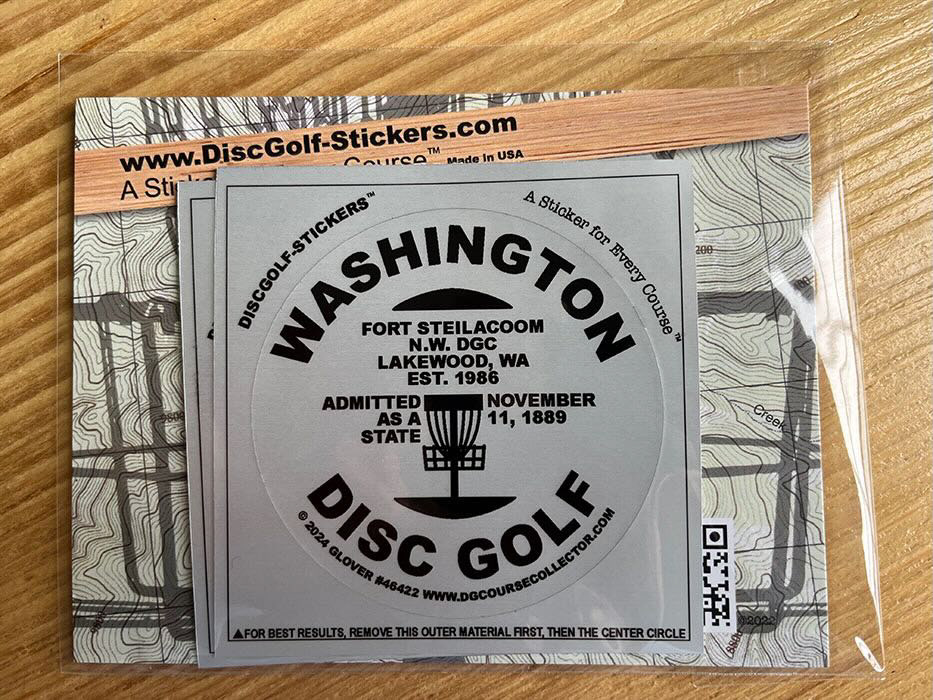 www.DiscGolf-Stickers.com
A Course™ Made In USA
DISCGOLF-STICKERS™
A Sticker for Every Course™
WASHINGTON
FORT STEILACOOM
N.W. DGC
LAKEWOOD, WA
EST. 1986
ADMITTED NOVEMBER
AS A 11, 1889
STATE
DISC GOLF
© 2024 GLOVER #46422 WWW.DGCOURSECOLLECTOR.COM
▲FOR BEST RESULTS, REMOVE THIS OUTER MATERIAL FIRST, THEN THE CENTER CIRCLE
Creek
©2022